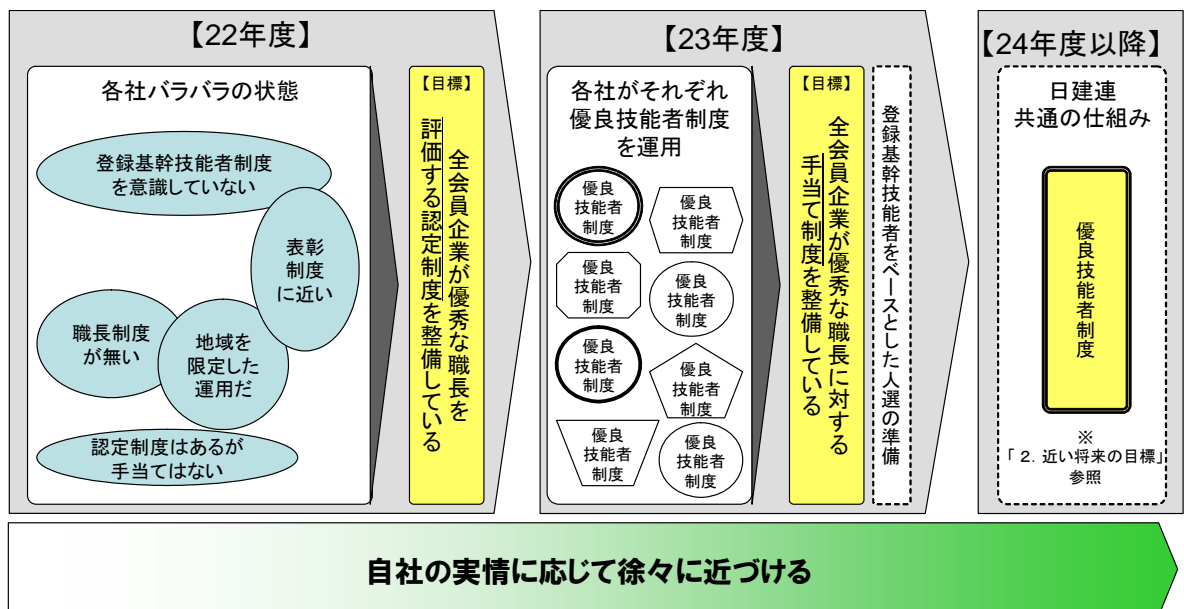 【22年度】
各社バラバラの状態
登録基幹技能者制度
を意識していない
表彰
制度
に近い
職長制度
が無い
地域を
限定した
運用だ
認定制度はあるが
手当てはない
【目標】
全会員企業が優秀な職長を
評価する認定制度を整備している
【23年度】
各社がそれぞれ
優良技能者制度
を運用
優良
技能者
制度
優良
技能者
制度
優良
技能者
制度
優良
技能者
制度
優良
技能者
制度
優良
技能者
制度
優良
技能者
制度
優良
技能者
制度
【目標】
全会員企業が優秀な職長に対する
手当て制度を整備している
登録基幹技能者をベースとした人選の準備
【24年度以降】
日建連
共通の仕組み
優良技能者制度
※
「2．近い将来の目標」
参照
自社の実情に応じて徐々に近づける